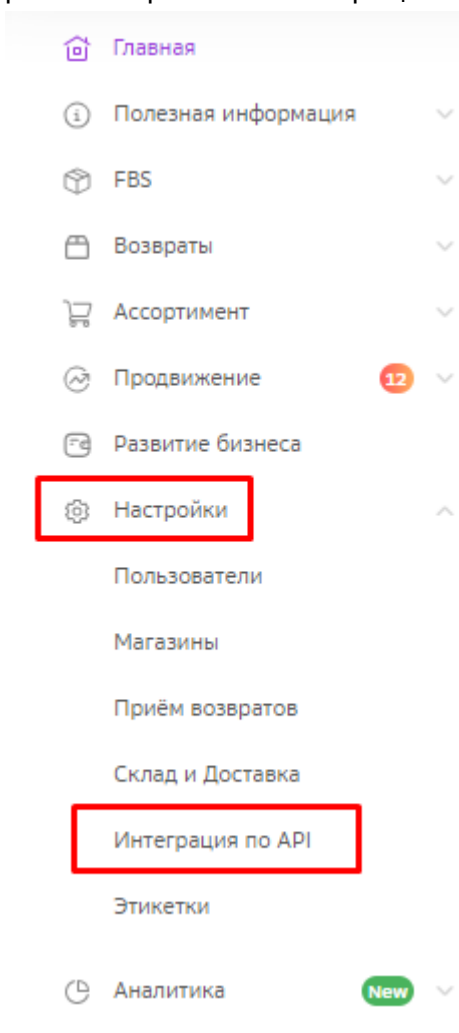 Главная
Полезная информация
FBS
Возвраты
Ассортимент
Продвижение 12
Развитие бизнеса
Настройки
Пользователи
Магазины
Приём возвратов
Склад и Доставка
Интеграция по API
Этикетки
Аналитика New